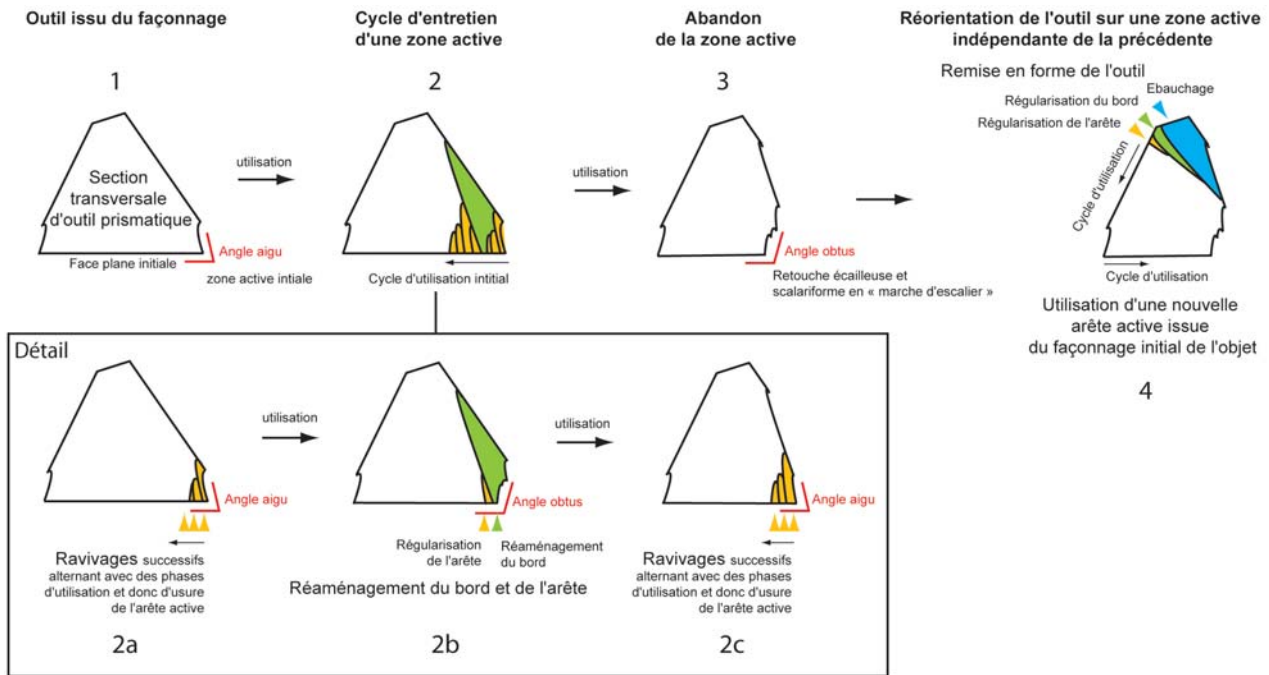 Outil issu du façonnage
1
Section
transversale
d'outil prismatique
Face plane initiale
Angle aigu
zone active intiale
utilisation
Cycle d'entretien
d'une zone active
2
Cycle d'utilisation intitial
utilisation
Abandon
de la zone active
3
Angle obtus
Retouche écailleuse et
scalariforme en « marche d'escalier »
Réorientation de l'outil sur une zone active
indépendante de la précédente
Remise en forme de l'outil
Ebauchage
Régularisation du bord
Régularisation de l'arête
Cycle d'utilisation
Cycle d'utilisation
Utilisation d'une nouvelle
arête active issue
du façonnage initial de l'objet
4
Détail
Angle aigu
Ravivages successifs
alternant avec des phases
d'utilisation et donc d'usure
de l'arête active
2a
utilisation
Angle obtus
Régularisation
de l'arête
Réaménagement
du bord
Réaménagement du bord et de l'arête
2b
utilisation
Angle aigu
Ravivages successifs
alternant avec des phases
d'utilisation et donc d'usure
de l'arête active
2c